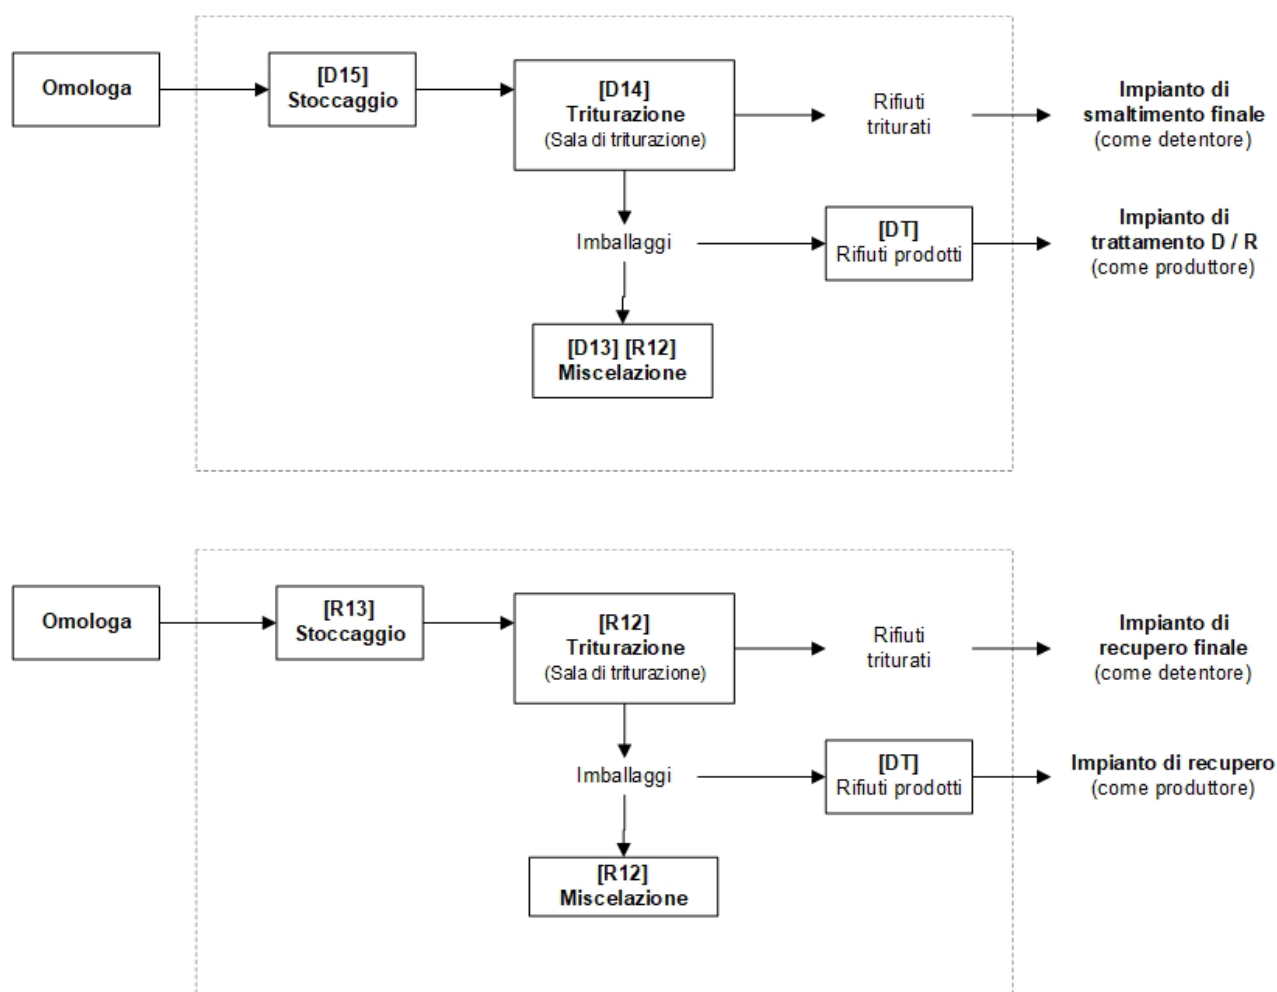 Omologa
[D15]
Stoccaggio
[D14]
Triturazione
(Sala di triturazione)
Rifiuti
triturati
Impianto di
smaltimento finale
(come detentore)
Imballaggi
[DT]
Rifiuti prodotti
Impianto di
trattamento D / R
(come produttore)
[D13] [R12]
Miscelazione
Omologa
[R13]
Stoccaggio
[R12]
Triturazione
(Sala di triturazione)
Rifiuti
triturati
Impianto di
recupero finale
(come detentore)
Imballaggi
[DT]
Rifiuti prodotti
Impianto di recupero
(come produttore)
[R12]
Miscelazione